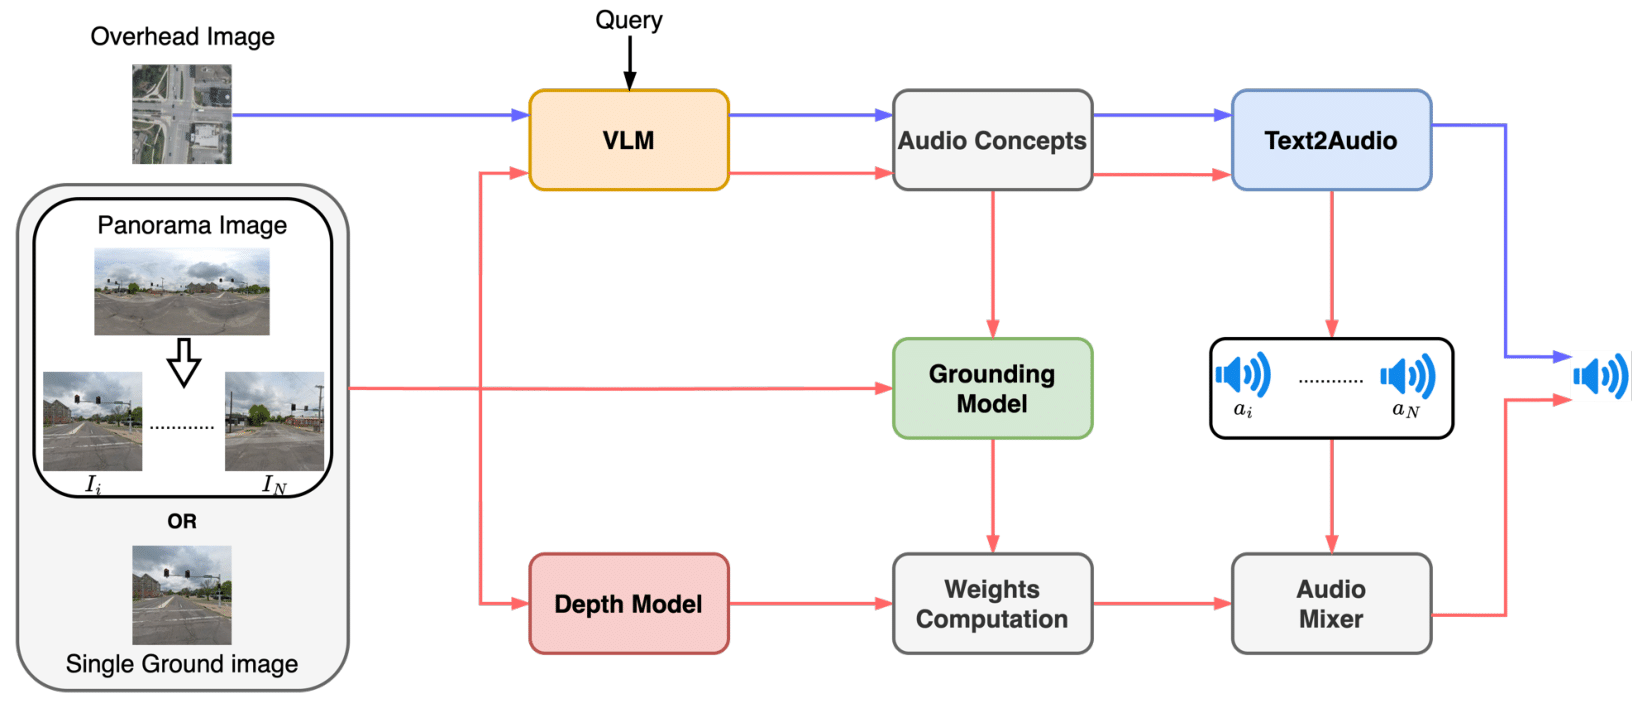 Query
Overhead Image
VLM
Audio Concepts
Text2Audio
Panorama Image
............
I_i
I_N
OR
Single Ground image
Grounding
Model
............
a_i
a_N
Depth Model
Weights
Computation
Audio
Mixer